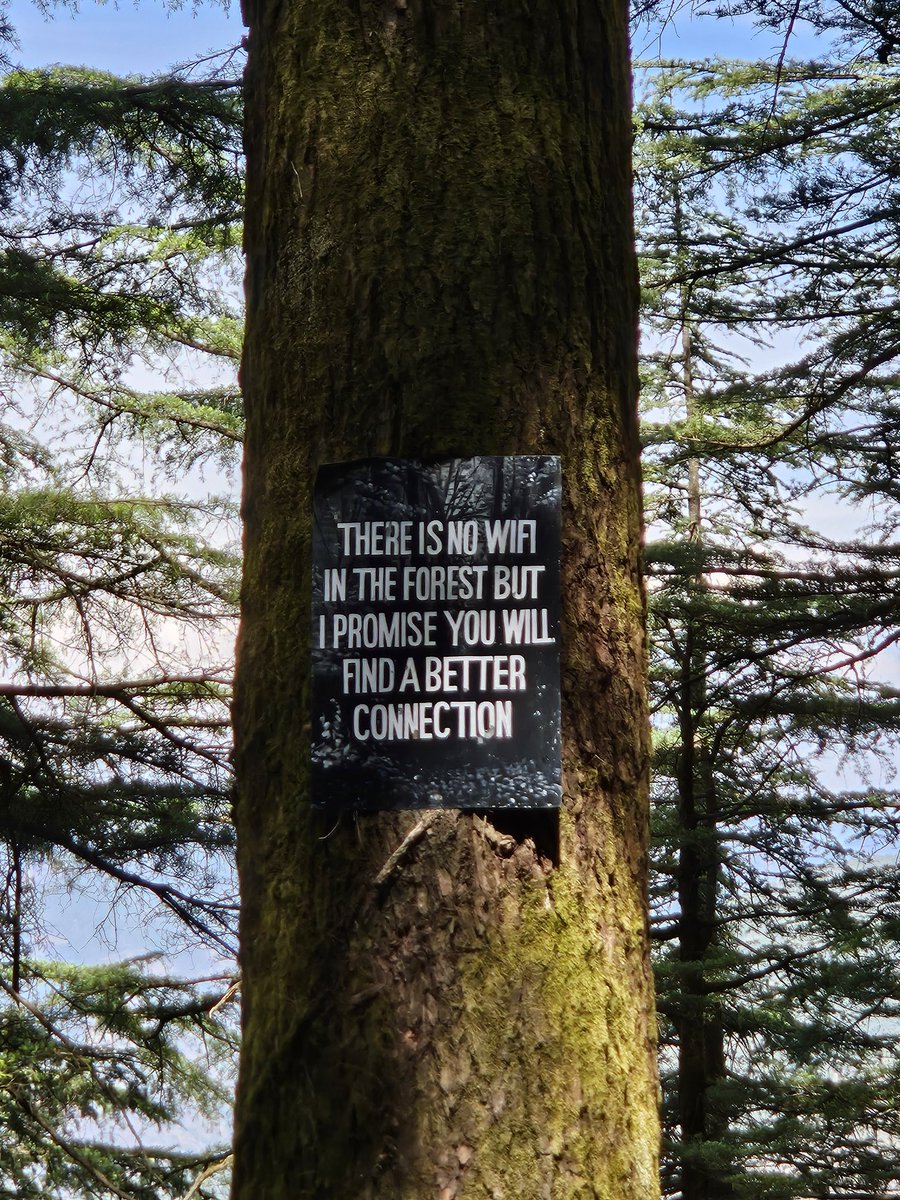 THERE IS NO WIFI
IN THE FOREST BUT
I PROMISE YOU WILL
FIND A BETTER
CONNECTION